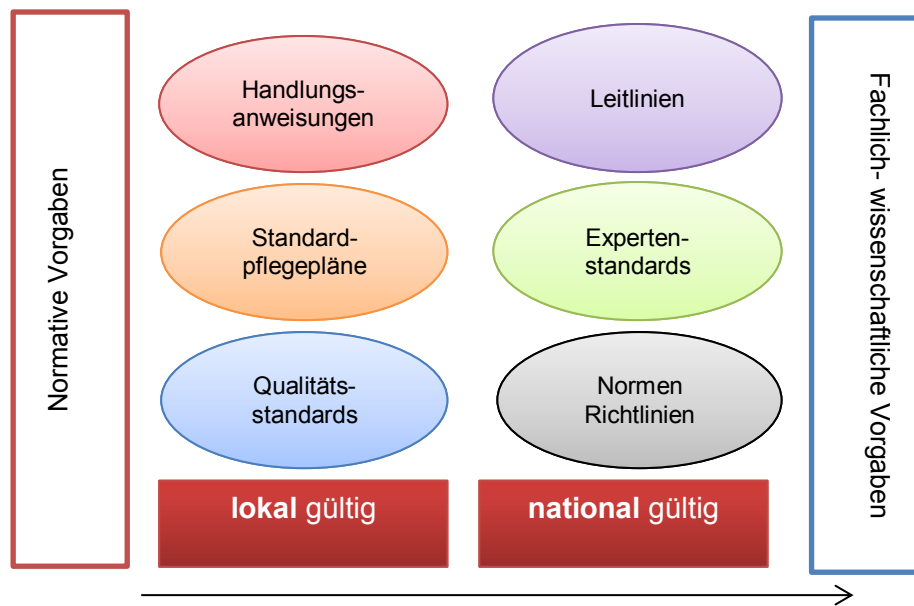 Normative Vorgaben
Handlungs-
anweisungen
Standard-
pflegepläne
Qualitäts-
standards
lokal gültig
Leitlinien
Experten-
standards
Normen
Richtlinien
national gültig
Fachlich- wissenschaftliche Vorgaben